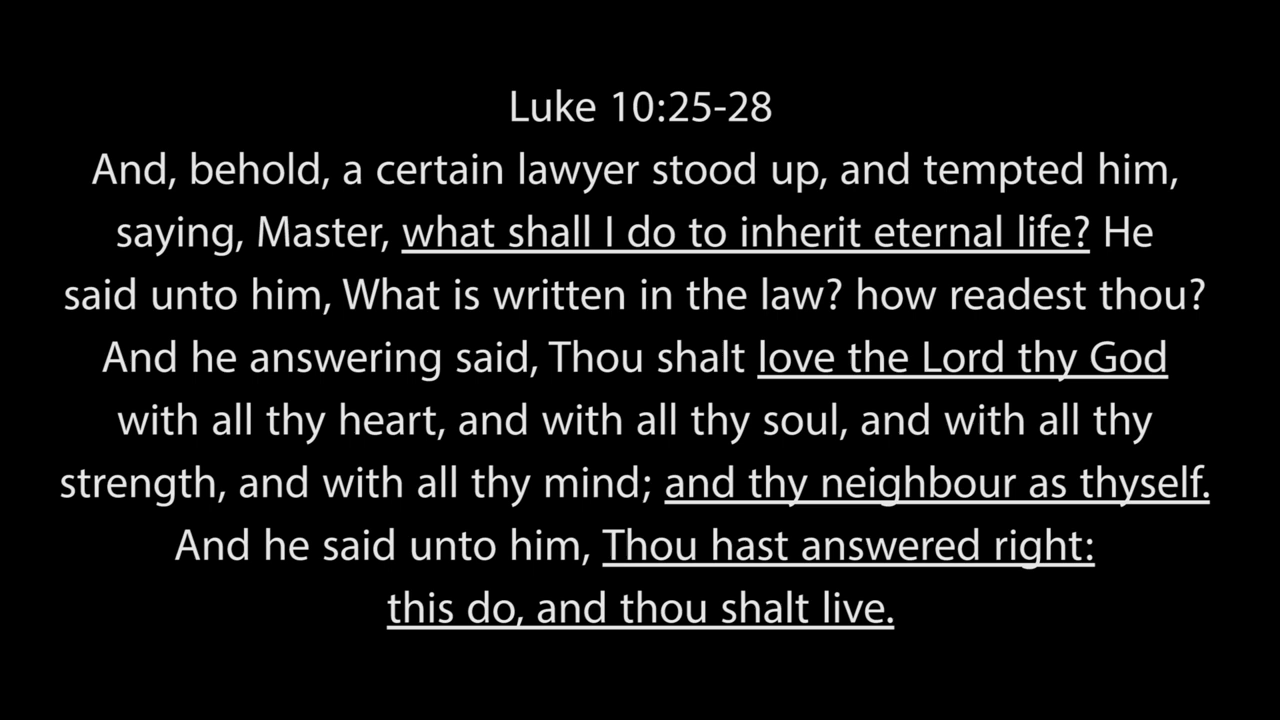 Luke 10:25-28
And, behold, a certain lawyer stood up, and tempted him,
saying, Master, what shall I do to inherit eternal life? He
said unto him, What is written in the law? how readest thou?
And he answering said, Thou shalt love the Lord thy God
with all thy heart, and with all thy soul, and with all thy
strength, and with all thy mind; and thy neighbour as thyself.
And he said unto him, Thou hast answered right:
this do, and thou shalt live.